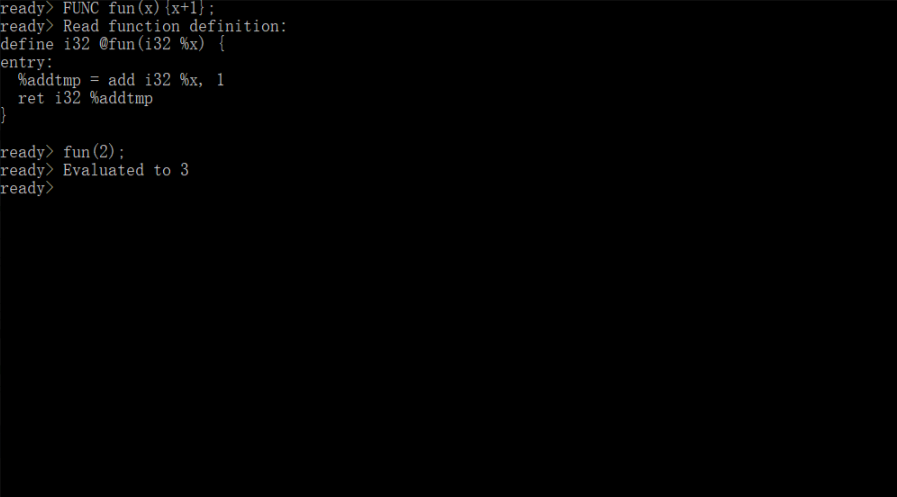 ready> FUNC fun(x){x+1};
ready> Read function definition:
define i32 @fun(i32 %x) {
entry:
  %addtmp = add i32 %x, 1
  ret i32 %addtmp
}
ready> fun(2);
ready> Evaluated to 3
ready>